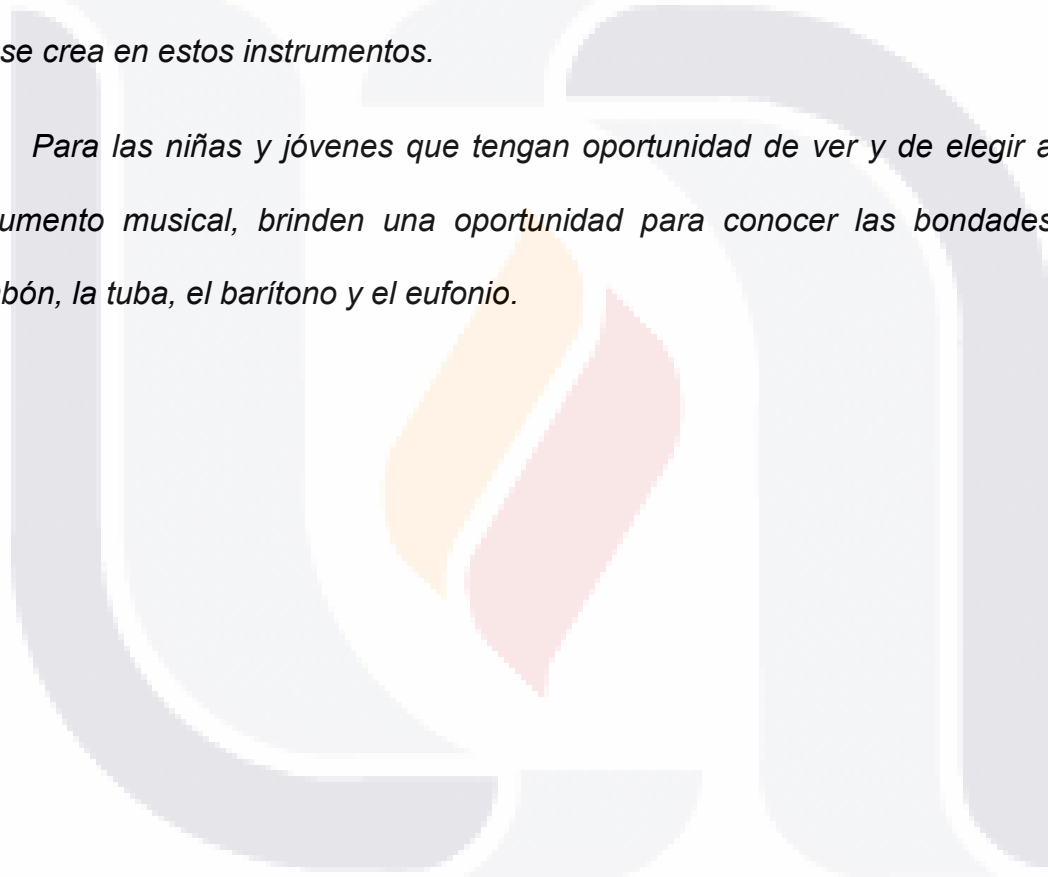 se crea en estos instrumentos.
Para las niñas y jóvenes que tengan oportunidad de ver y de elegir a
umento musical, brinden una oportunidad para conocer las bondades
bón, la tuba, el barítono y el eufonio.